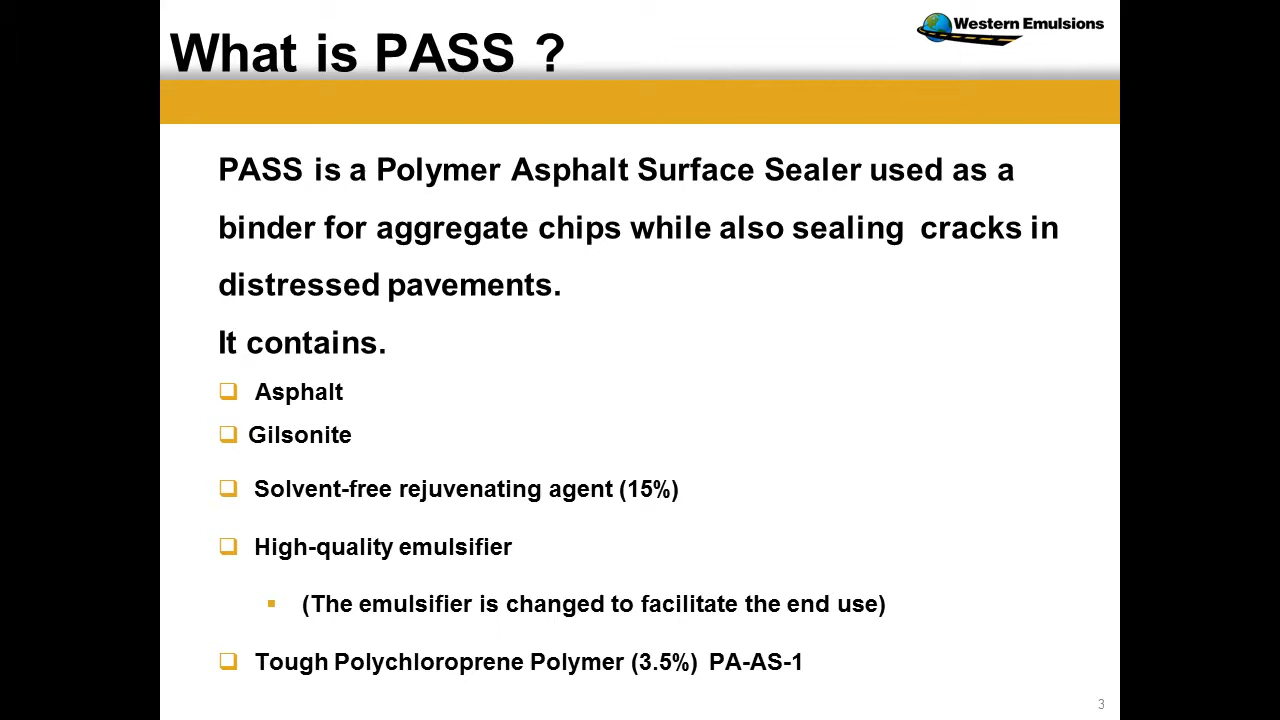 Western Emulsions
What is PASS ?
PASS is a Polymer Asphalt Surface Sealer used as a
binder for aggregate chips while also sealing cracks in
distressed pavements.
It contains.
Asphalt
Gilsonite
Solvent-free rejuvenating agent (15%)
High-quality emulsifier
(The emulsifier is changed to facilitate the end use)
Tough Polychloroprene Polymer (3.5%) PA-AS-1
3